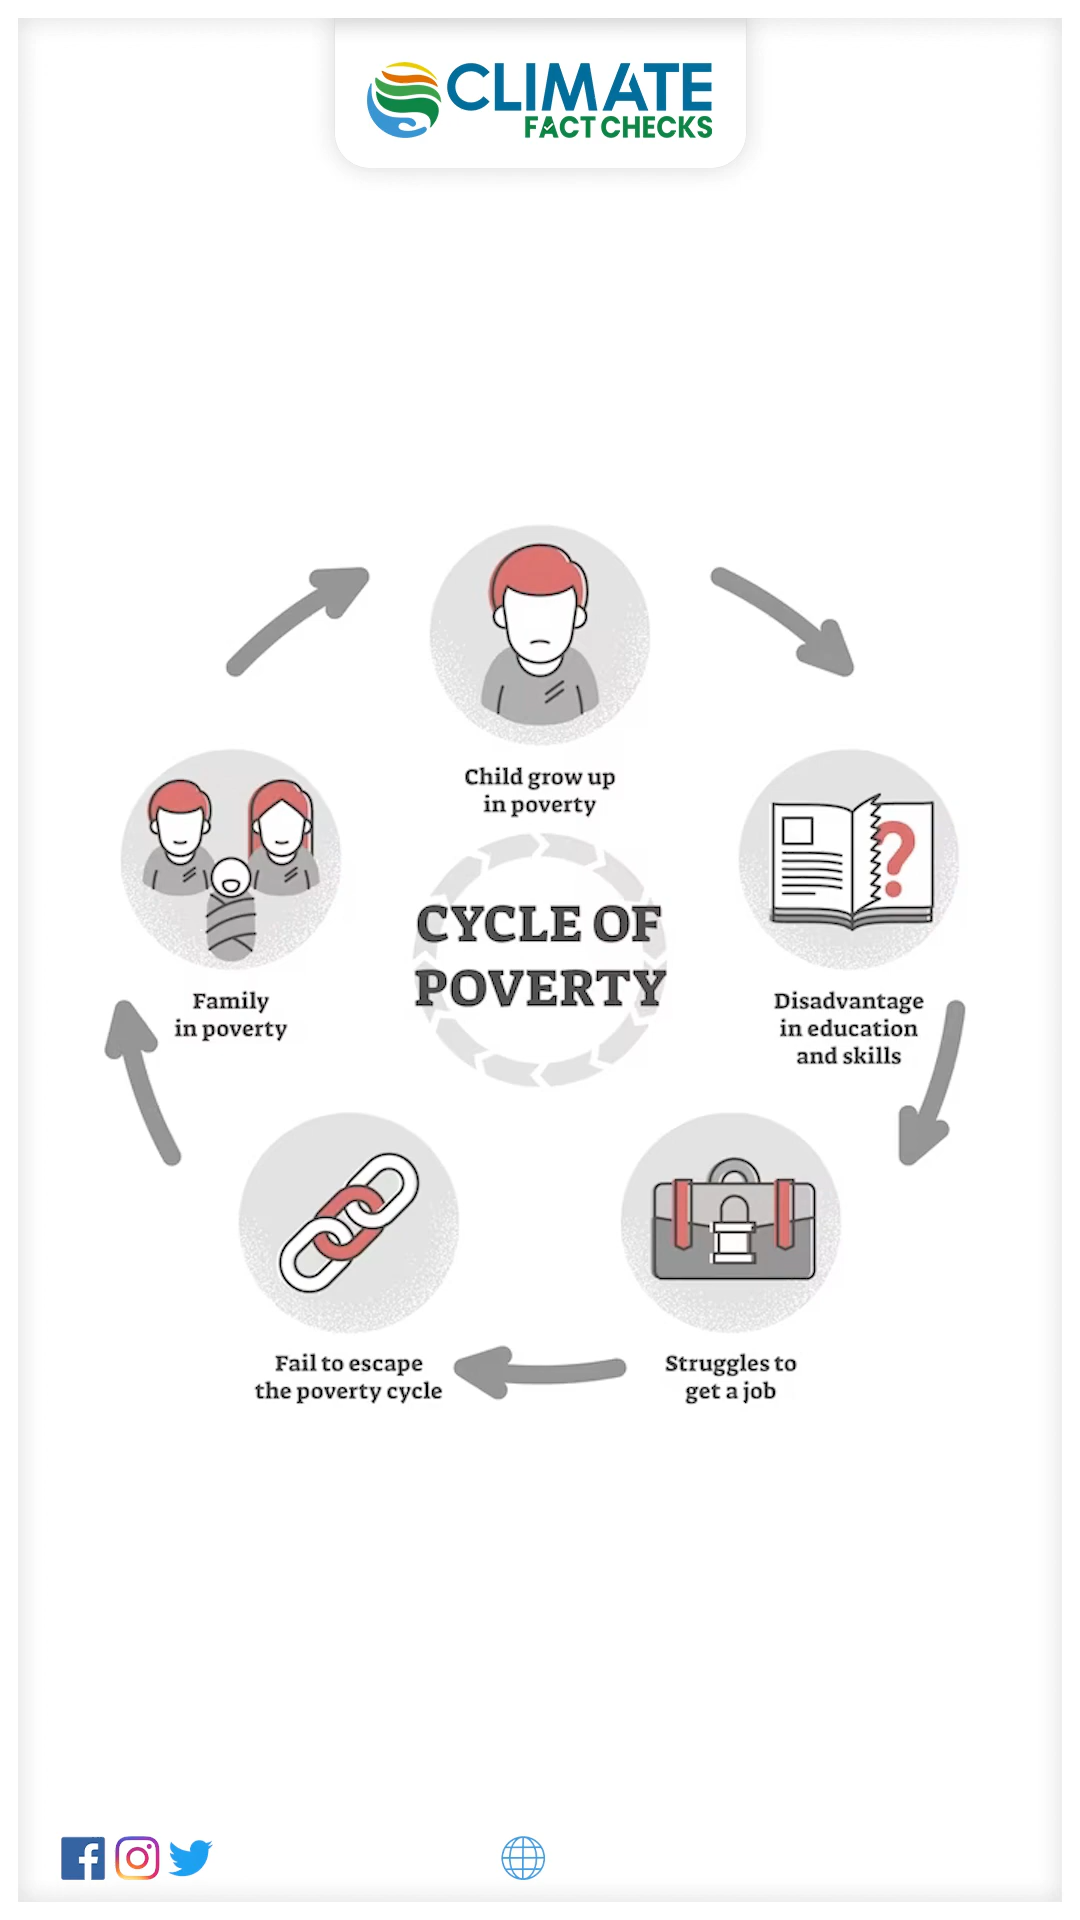 CLIMATE
FACT CHECKS
Child grow up
in poverty
CYCLE OF
POVERTY
Family
in poverty
Disadvantage
in education
and skills
Fail to escape
the poverty cycle
Struggles to
get a job